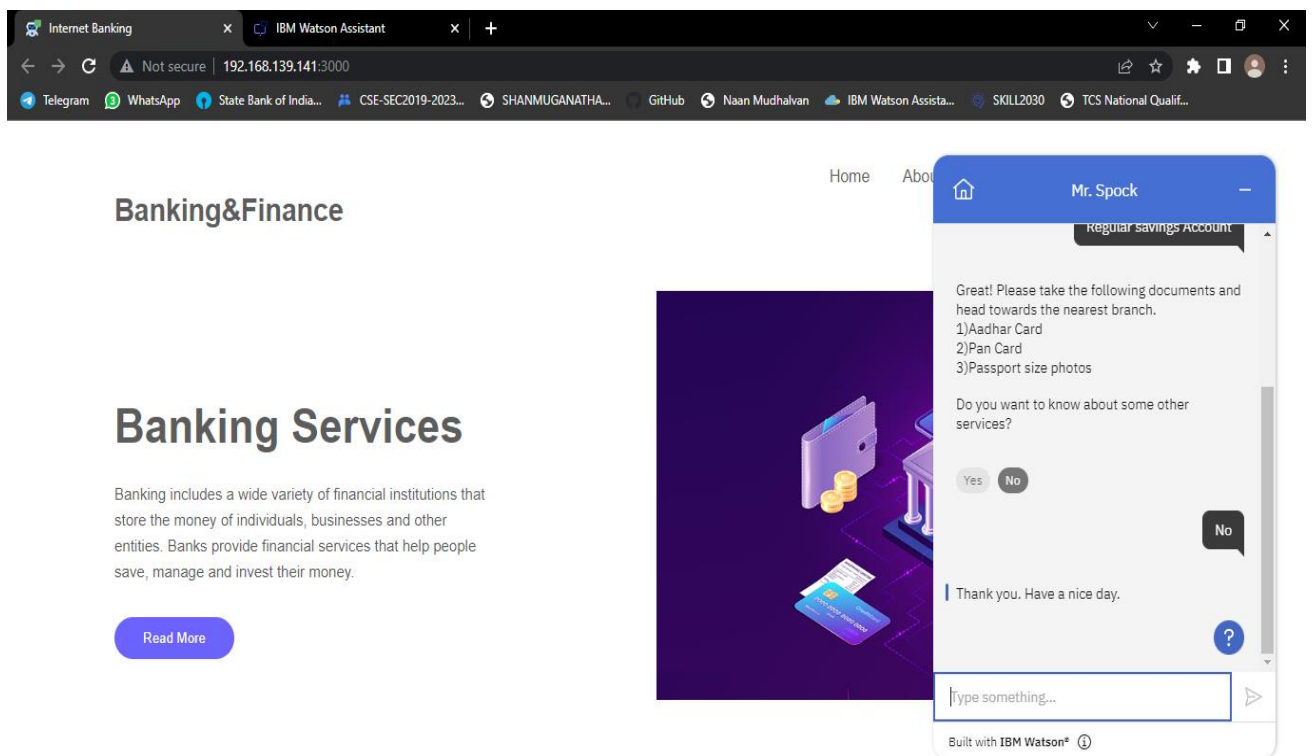 Internet Banking
IBM Watson Assistant
Not secure | 192.168.139.141:3000
Telegram WhatsApp State Bank of India... CSE-SEC2019-2023... SHANMUGANATHA... GitHub Naan Mudhalvan IBM Watson Assista... SKILL2030 TCS National Qualif...
Home Abou
Banking&Finance
Banking Services
Banking includes a wide variety of financial institutions that
store the money of individuals, businesses and other
entities. Banks provide financial services that help people
save, manage and invest their money.
Read More
Mr. Spock
Regular savings Account
Great! Please take the following documents and
head towards the nearest branch.
1)Aadhar Card
2)Pan Card
3)Passport size photos
Do you want to know about some other
services?
Yes No
No
Thank you. Have a nice day.
?
Type something...
Built with IBM Watson®